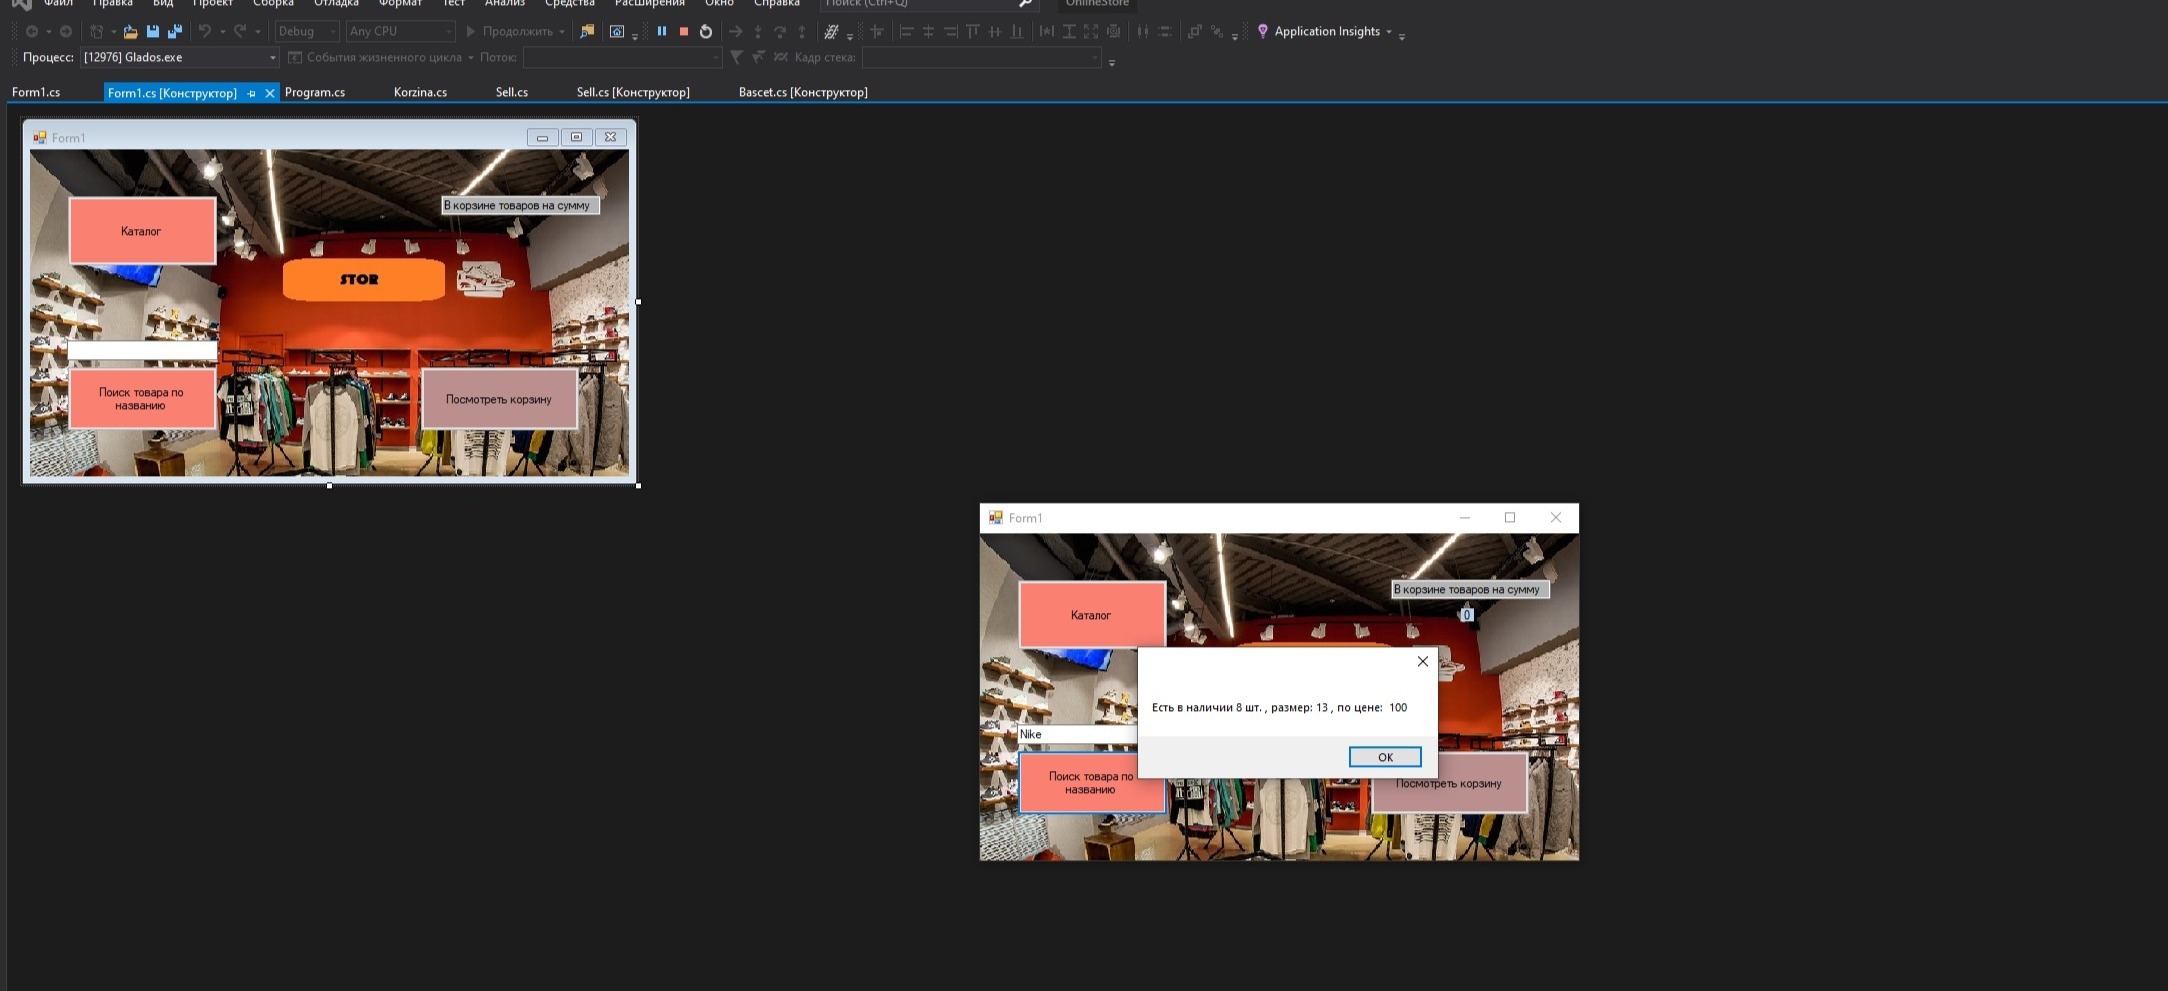 Файл Правка Вид Проект Сборка Отладка Формат Тест Анализ Средства Расширения Окно Справка Поиск (Ctrl+Q) OnlineStore
Debug Any CPU Продолжить Application Insights
Процесс: [12976] Glados.exe События жизненного цикла Поток: Кадр стека:
Form1.cs Form1.cs [Конструктор] Program.cs Korzina.cs Sell.cs Sell.cs [Конструктор] Bascet.cs [Конструктор]
Form1
В корзине товаров на сумму
Каталог
STOR
Поиск товара по
названию
Посмотреть корзину
Form1
В корзине товаров на сумму
0
Каталог
Есть в наличии 8 шт. , размер: 13 , по цене: 100
OK
Nike
Поиск товара по
названию
Посмотреть корзину